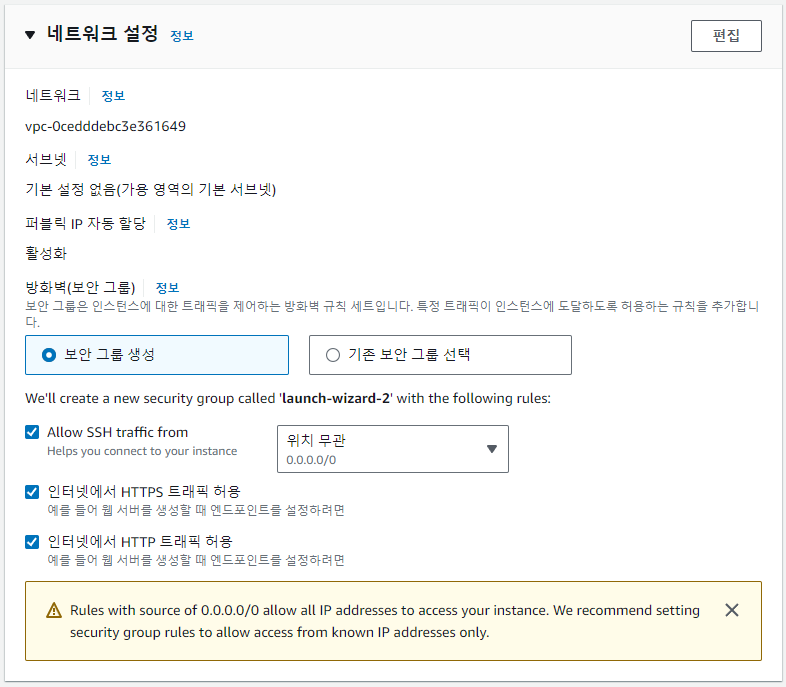 ▼ 네트워크 설정 정보
편집
네트워크 정보
vpc-0cedddebc3e361649
서브넷 정보
기본 설정 없음(가용 영역의 기본 서브넷)
퍼블릭 IP 자동 할당 정보
활성화
방화벽(보안 그룹) 정보
보안 그룹은 인스턴스에 대한 트래픽을 제어하는 방화벽 규칙 세트입니다. 특정 트래픽이 인스턴스에 도달하도록 허용하는 규칙을 추가합니
다.
보안 그룹 생성
기존 보안 그룹 선택
We'll create a new security group called 'launch-wizard-2' with the following rules:
Allow SSH traffic from
Helps you connect to your instance
위치 무관
0.0.0.0/0
인터넷에서 HTTPS 트래픽 허용
예를 들어 웹 서버를 생성할 때 엔드포인트를 설정하려면
인터넷에서 HTTP 트래픽 허용
예를 들어 웹 서버를 생성할 때 엔드포인트를 설정하려면
Rules with source of 0.0.0.0/0 allow all IP addresses to access your instance. We recommend setting
security group rules to allow access from known IP addresses only.